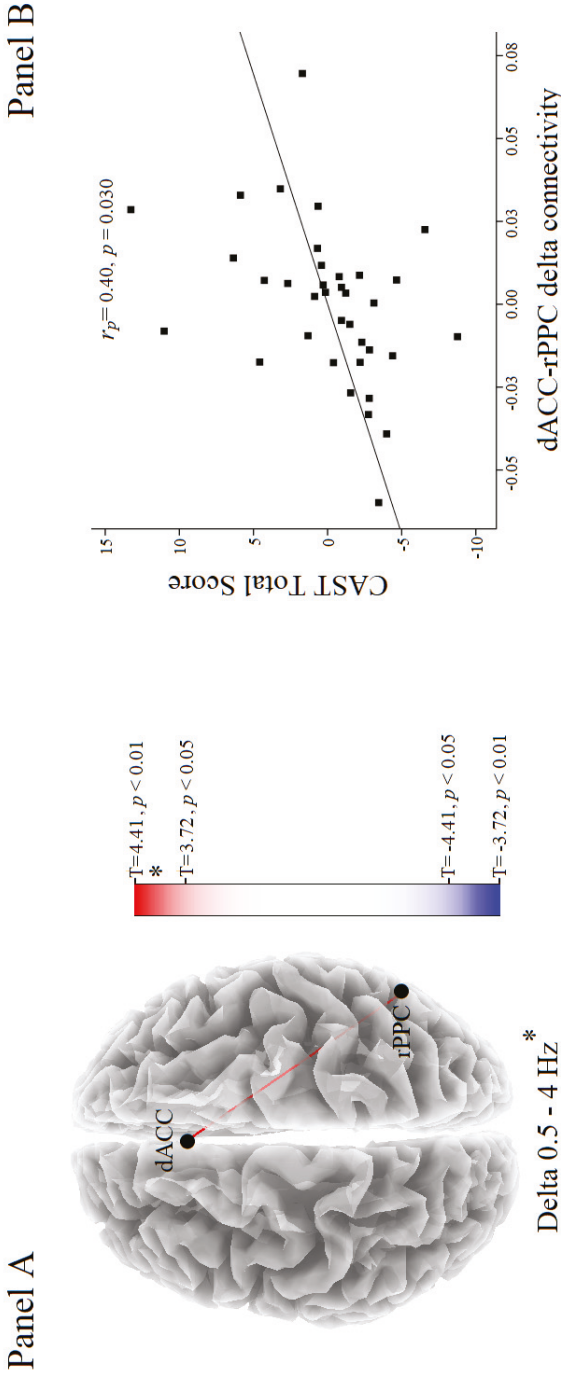 Panel A
dACC
rPPC
Delta 0.5 - 4 Hz*
T=4.41, p < 0.01
*
T=3.72, p < 0.05
T= -4.41, p < 0.05
T= -3.72, p < 0.01
Panel B
rp= 0.40, p = 0.030
CAST Total Score
15
10
5
0
-5
-10
-0.05
-0.03
0.00
0.03
0.05
0.08
dACC-rPPC delta connectivity